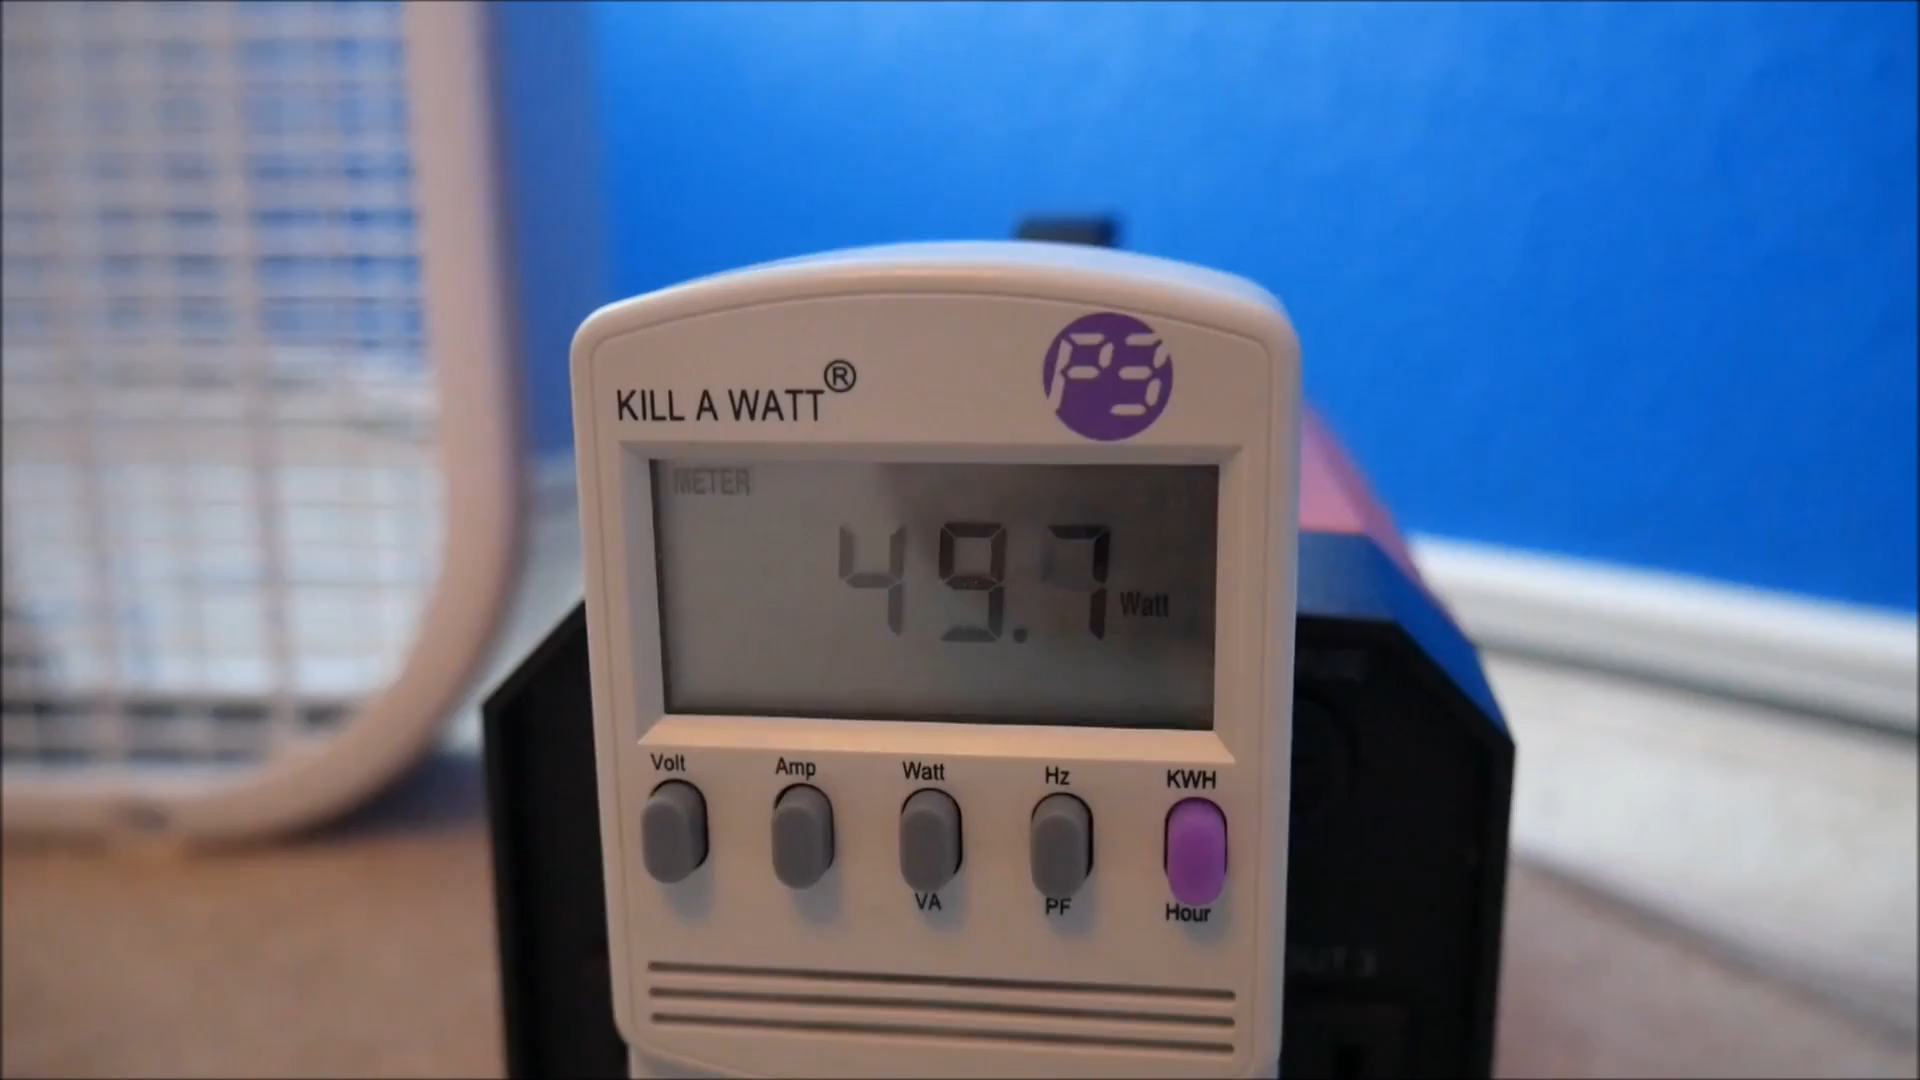 KILL A WATT®
P3
METER
49.7 Watt
Volt Amp Watt Hz KWH
VA PF Hour